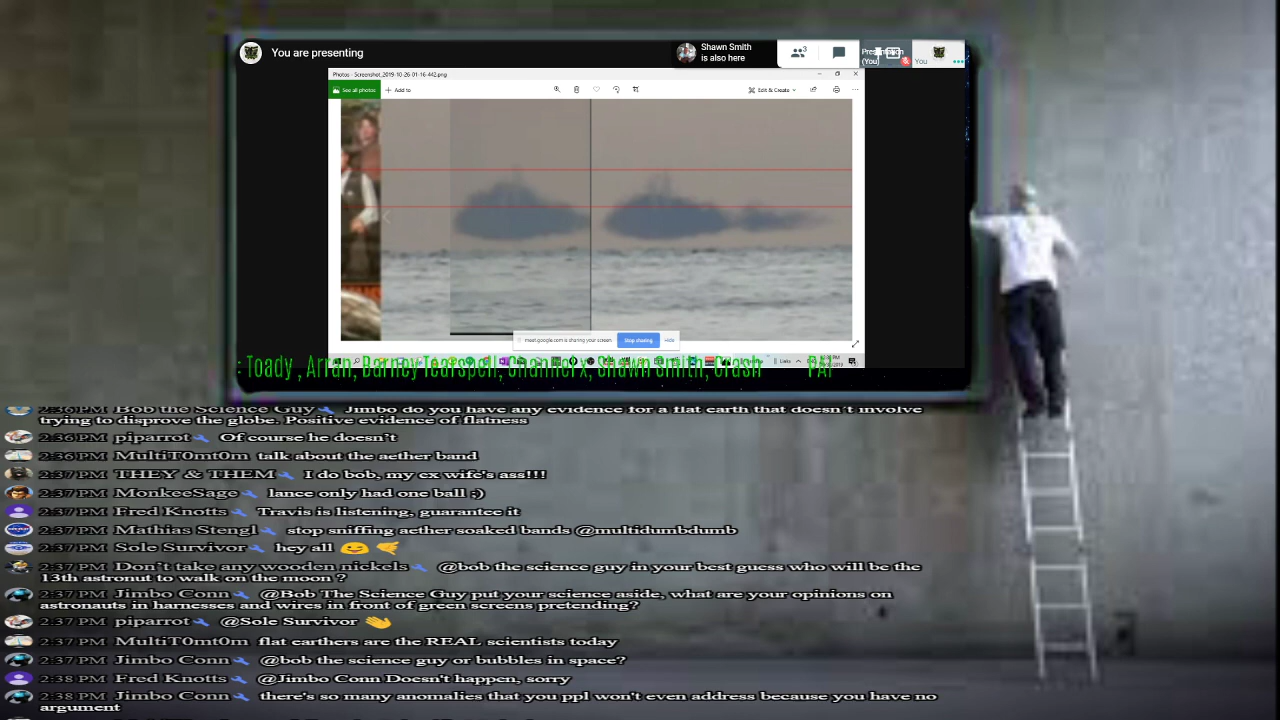 You are presenting
Shawn Smith
is also here
3
Presentation
(You)
You
Photos - Screenshot_2019-10-26-01-16-442.png
See all photos
Add to
Edit & Create
meet.google.com is sharing your screen
Stop sharing
Hide
Links
: Toady , Arran, BarneyTearspell, Channel x, Shawn Smith, Crash
2:36 PM Bob the Science Guy Jimbo do you have any evidence for a flat earth that doesn't involve
trying to disprove the globe. Positive evidence of flatness
2:36 PM piparrot Of course he doesn't
2:36 PM MultiT0mt0m talk about the aether band
2:37 PM THEY & THEM I do bob, my ex wife's ass!!!
2:37 PM MonkeeSage lance only had one ball ;)
2:37 PM Fred Knotts Travis is listening, guarantee it
2:37 PM Mathias Stengl stop sniffing aether soaked bands @multidumbdumb
2:37 PM Sole Survivor hey all
2:37 PM Don't take any wooden nickels @bob the science guy in your best guess who will be the
13th astronut to walk on the moon ?
2:37 PM Jimbo Conn @Bob The Science Guy put your science aside, what are your opinions on
astronauts in harnesses and wires in front of green screens pretending?
2:37 PM piparrot @Sole Survivor
2:37 PM MultiT0mt0m flat earthers are the REAL scientists today
2:37 PM Jimbo Conn @bob the science guy or bubbles in space?
2:38 PM Fred Knotts @Jimbo Conn Doesn't happen, sorry
2:38 PM Jimbo Conn there's so many anomalies that you ppl won't even address because you have no
argument